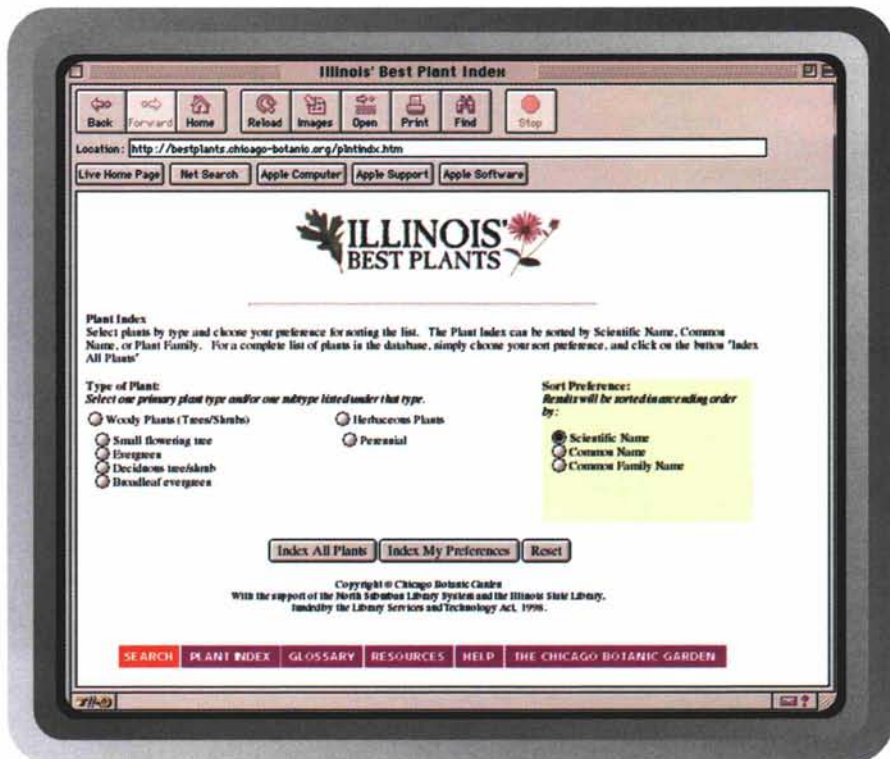 Illinois' Best Plant Index
Back Forward Home Reload Images Open Print Find Stop
Location: http://bestplants.chicago-botanic.org/plntindx.htm
Live Home Page Net Search Apple Computer Apple Support Apple Software
ILLINOIS'
BEST PLANTS
Plant Index
Select plants by type and choose your preference for sorting the list. The Plant Index can be sorted by Scientific Name, Common
Name, or Plant Family. For a complete list of plants in the database, simply choose your sort preference, and click on the button "Index
All Plants"
Type of Plant:
Select one primary plant type and/or one subtype listed under that type.
Woody Plants (Trees/Shrubs)
Small flowering tree
Evergreen
Deciduous tree/shrub
Broadleaf evergreen
Herbaceous Plants
Perennial
Sort Preference:
Results will be sorted in ascending order
by:
Scientific Name
Common Name
Common Family Name
Index All Plants Index My Preferences Reset
Copyright © Chicago Botanic Garden
With the support of the North Suburban Library System and the Illinois State Library,
funded by the Library Services and Technology Act, 1998.
SEARCH PLANT INDEX GLOSSARY RESOURCES HELP THE CHICAGO BOTANIC GARDEN